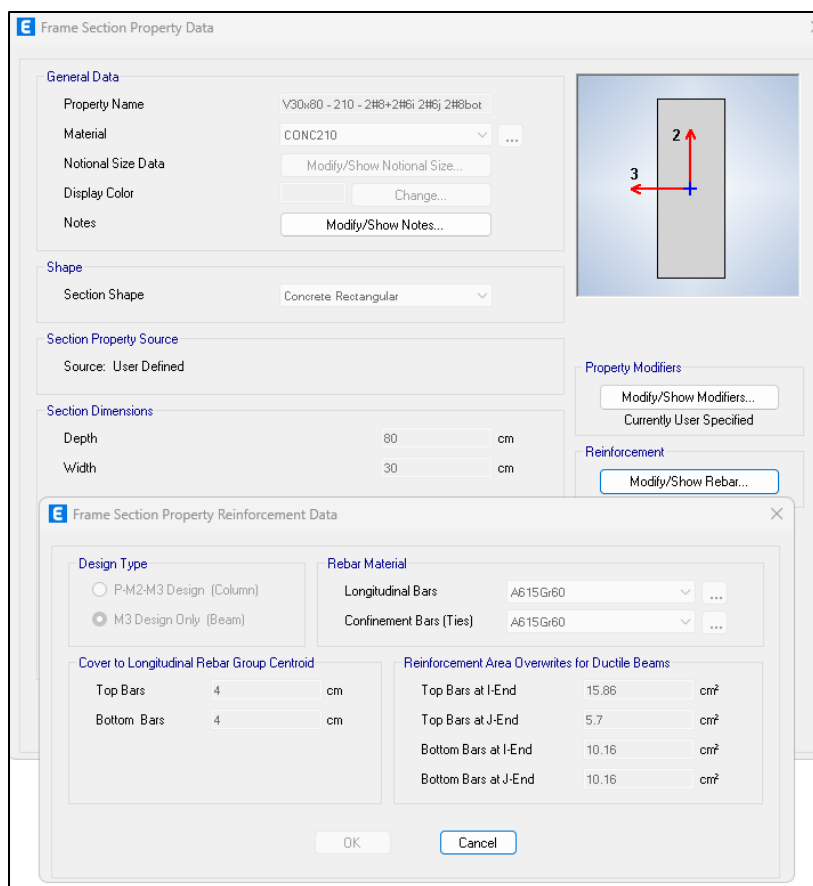 E Frame Section Property Data
General Data
Property Name V30x80 - 210 - 2#8+2#6i 2#6j 2#8bot
Material CONC210 ...
Notional Size Data Modify/Show Notional Size...
Display Color Change...
Notes Modify/Show Notes...
2
3
Shape
Section Shape Concrete Rectangular
Section Property Source
Source: User Defined
Property Modifiers
Modify/Show Modifiers...
Currently User Specified
Section Dimensions
Depth 80 cm
Width 30 cm
Reinforcement
Modify/Show Rebar...
E Frame Section Property Reinforcement Data
Design Type
P-M2-M3 Design (Column)
M3 Design Only (Beam)
Rebar Material
Longitudinal Bars A615Gr60 ...
Confinement Bars (Ties) A615Gr60 ...
Cover to Longitudinal Rebar Group Centroid
Top Bars 4 cm
Bottom Bars 4 cm
Reinforcement Area Overwrites for Ductile Beams
Top Bars at I-End 15.86 cm²
Top Bars at J-End 5.7 cm²
Bottom Bars at I-End 10.16 cm²
Bottom Bars at J-End 10.16 cm²
OK Cancel